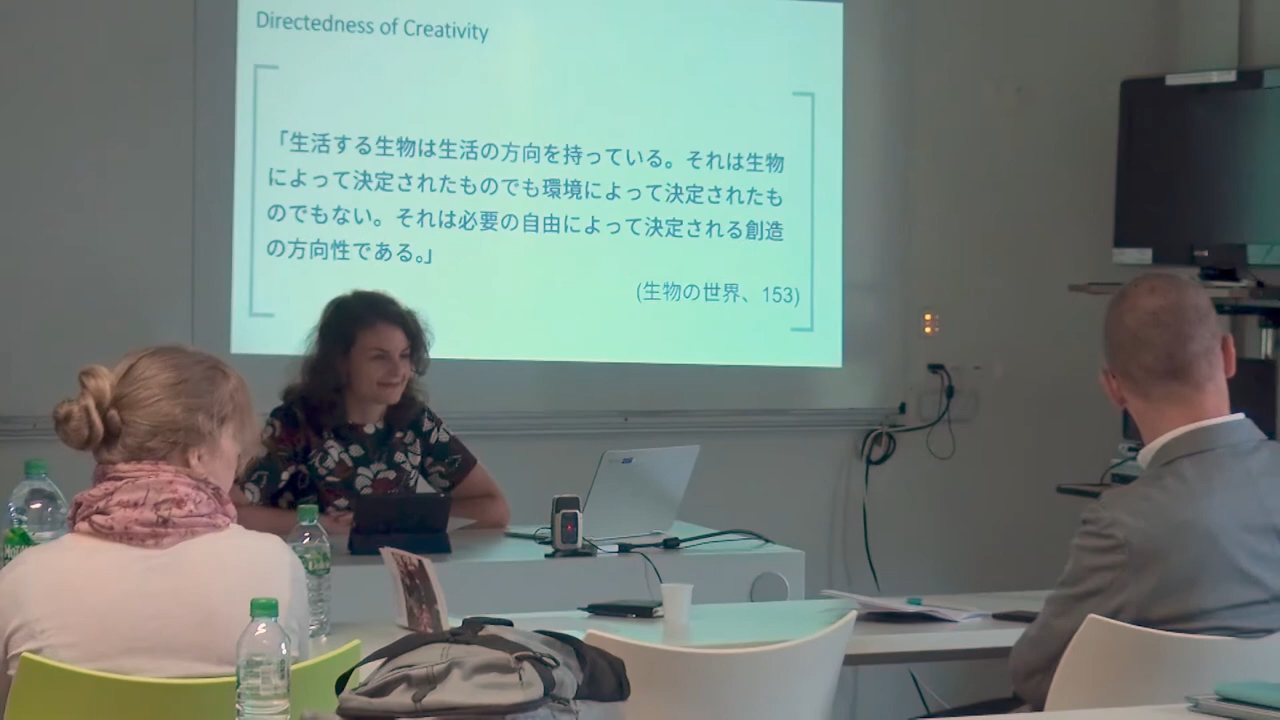 Directedness of Creativity
「生活する生物は生活の方向を持っている。それは生物
によって決定されたものでも環境によって決定されたも
のでもない。それは必要の自由によって決定される創造
の方向性である。」
(生物の世界、153)